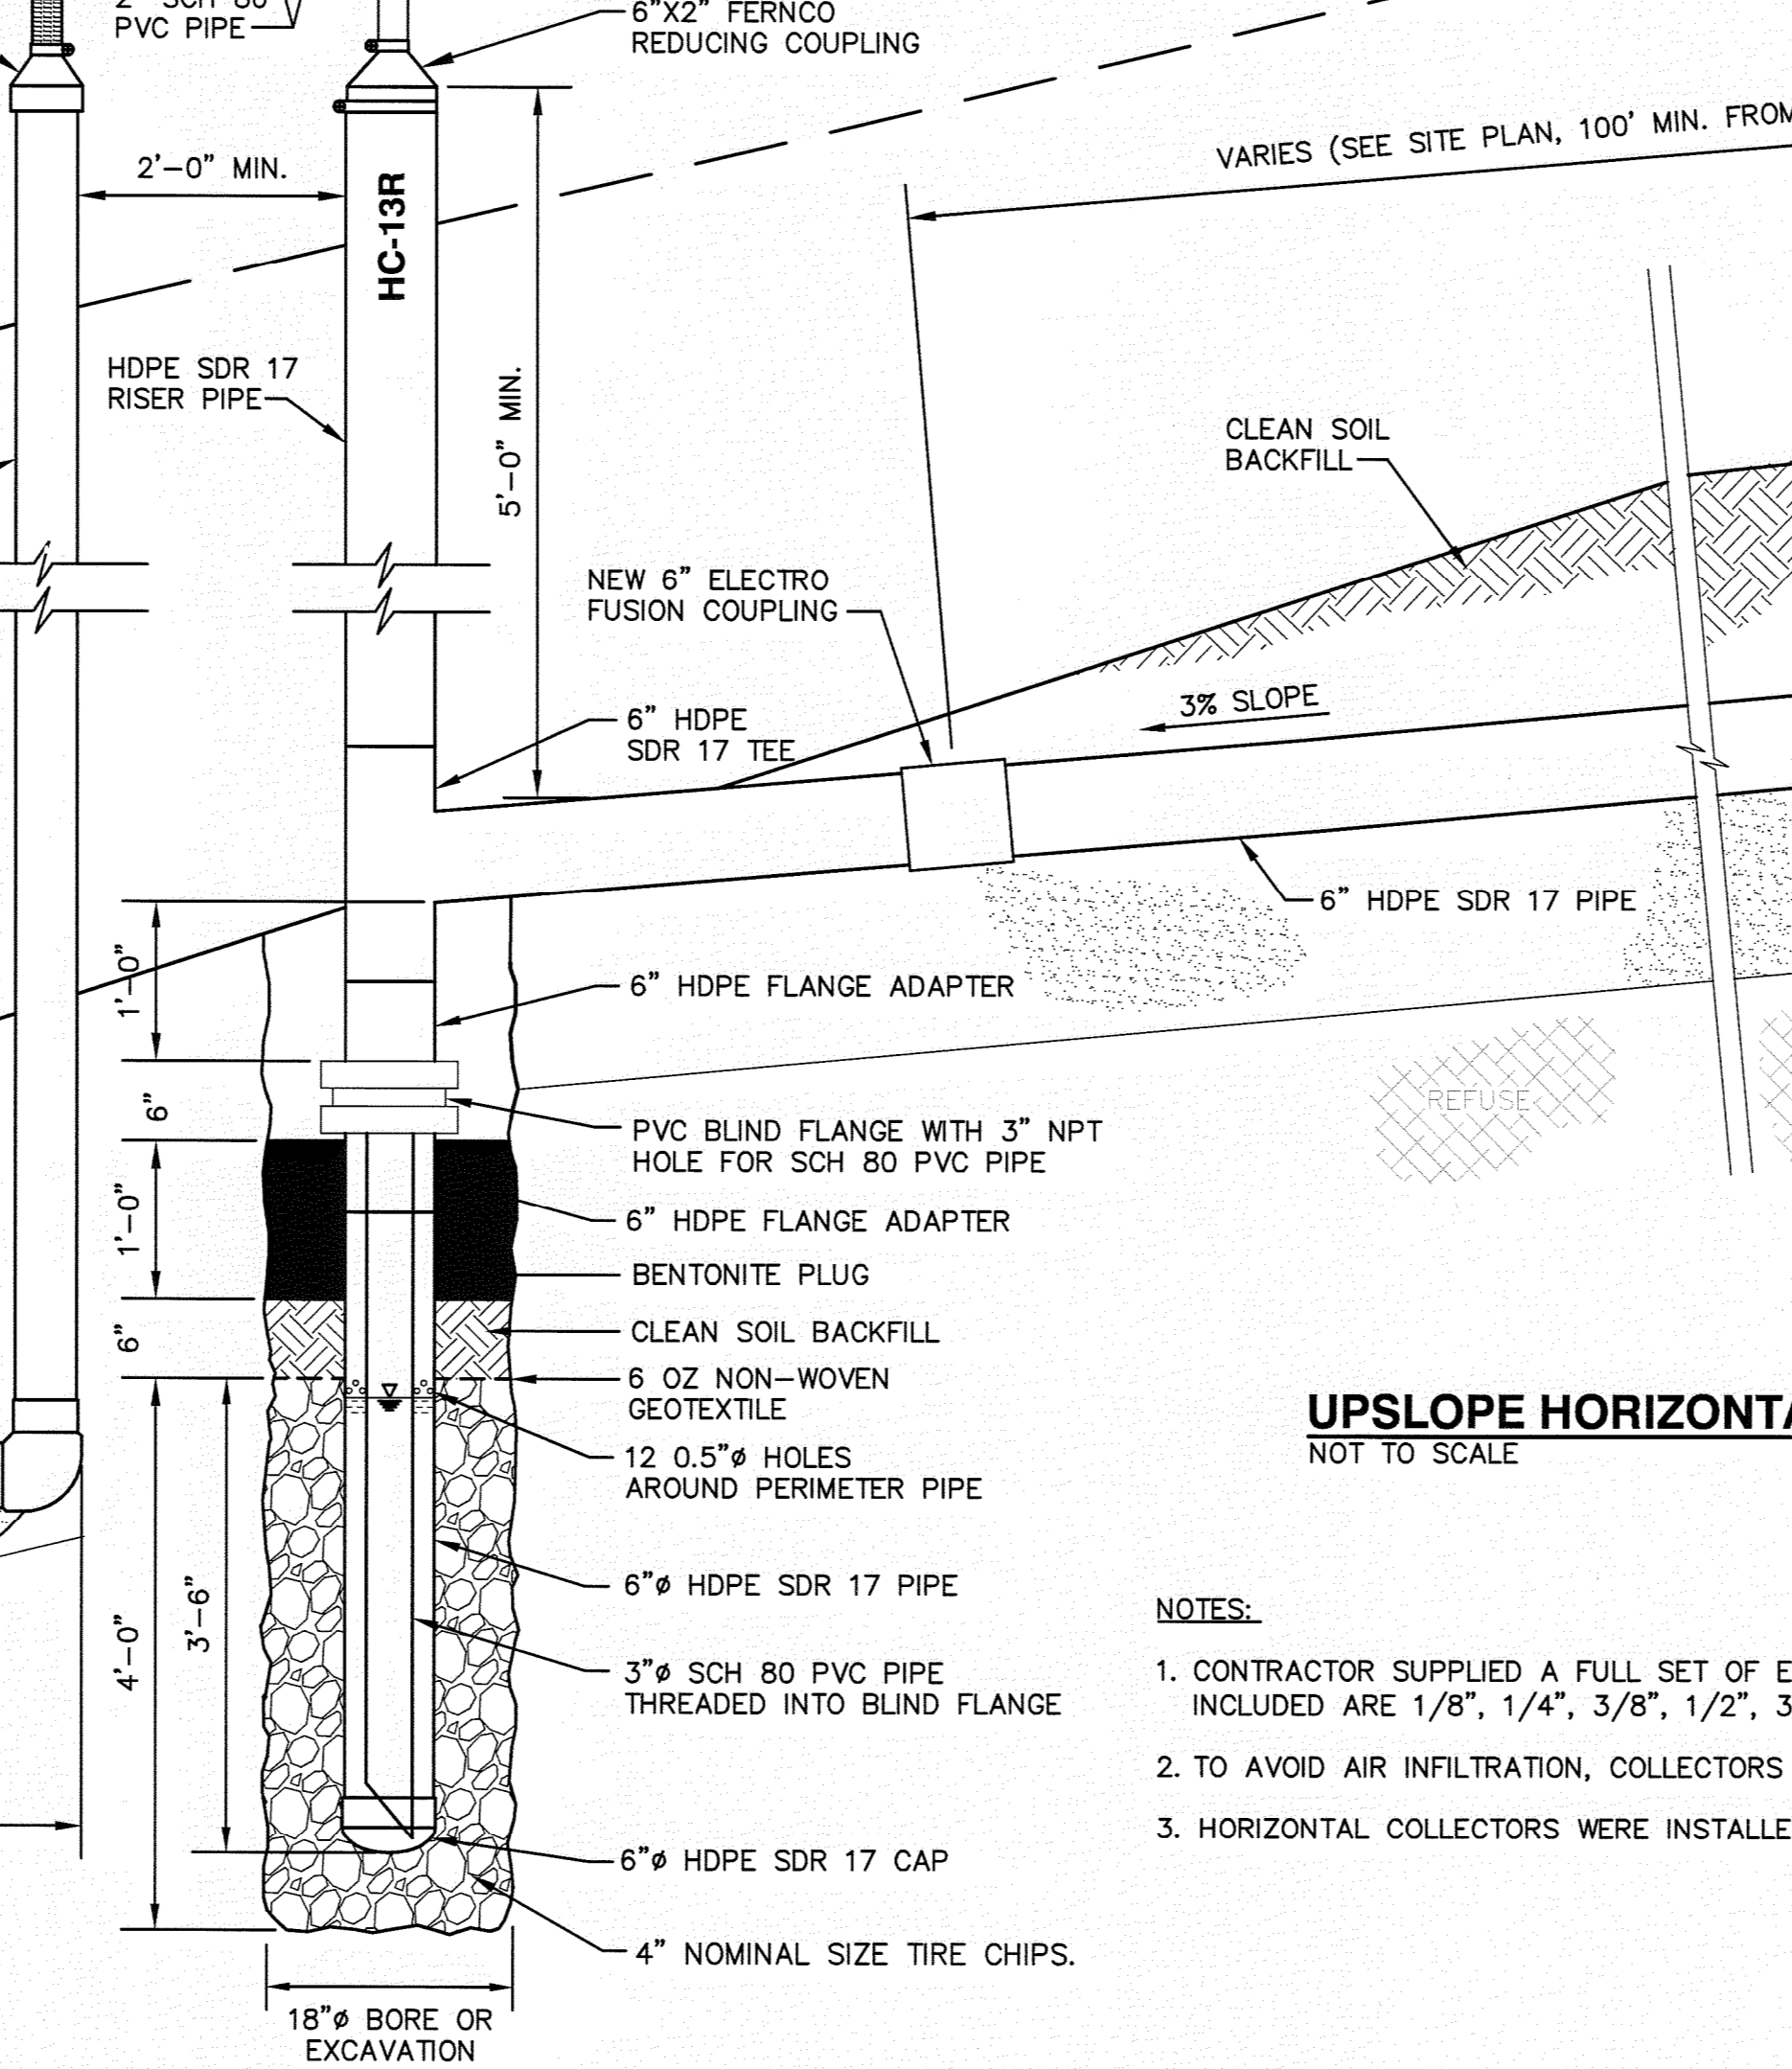 2" SCH 80
PVC PIPE
6"X2" FERNCO
REDUCING COUPLING
VARIES (SEE SITE PLAN, 100' MIN. FROM
2'-0" MIN.
HC-13R
HDPE SDR 17
RISER PIPE
5'-0" MIN.
CLEAN SOIL
BACKFILL
NEW 6" ELECTRO
FUSION COUPLING
3% SLOPE
6" HDPE
SDR 17 TEE
6" HDPE SDR 17 PIPE
1'-0"
6" HDPE FLANGE ADAPTER
6"
REFUSE
PVC BLIND FLANGE WITH 3" NPT
HOLE FOR SCH 80 PVC PIPE
1'-0"
6" HDPE FLANGE ADAPTER
BENTONITE PLUG
6"
CLEAN SOIL BACKFILL
6 OZ NON-WOVEN
GEOTEXTILE
UPSLOPE HORIZONTA
NOT TO SCALE
12 0.5"ø HOLES
AROUND PERIMETER PIPE
4'-0"
3'-6"
6"ø HDPE SDR 17 PIPE
3"ø SCH 80 PVC PIPE
THREADED INTO BLIND FLANGE
6"ø HDPE SDR 17 CAP
4" NOMINAL SIZE TIRE CHIPS.
18"ø BORE OR
EXCAVATION
NOTES:
1. CONTRACTOR SUPPLIED A FULL SET OF E
INCLUDED ARE 1/8", 1/4", 3/8", 1/2", 3
2. TO AVOID AIR INFILTRATION, COLLECTORS
3. HORIZONTAL COLLECTORS WERE INSTALLE